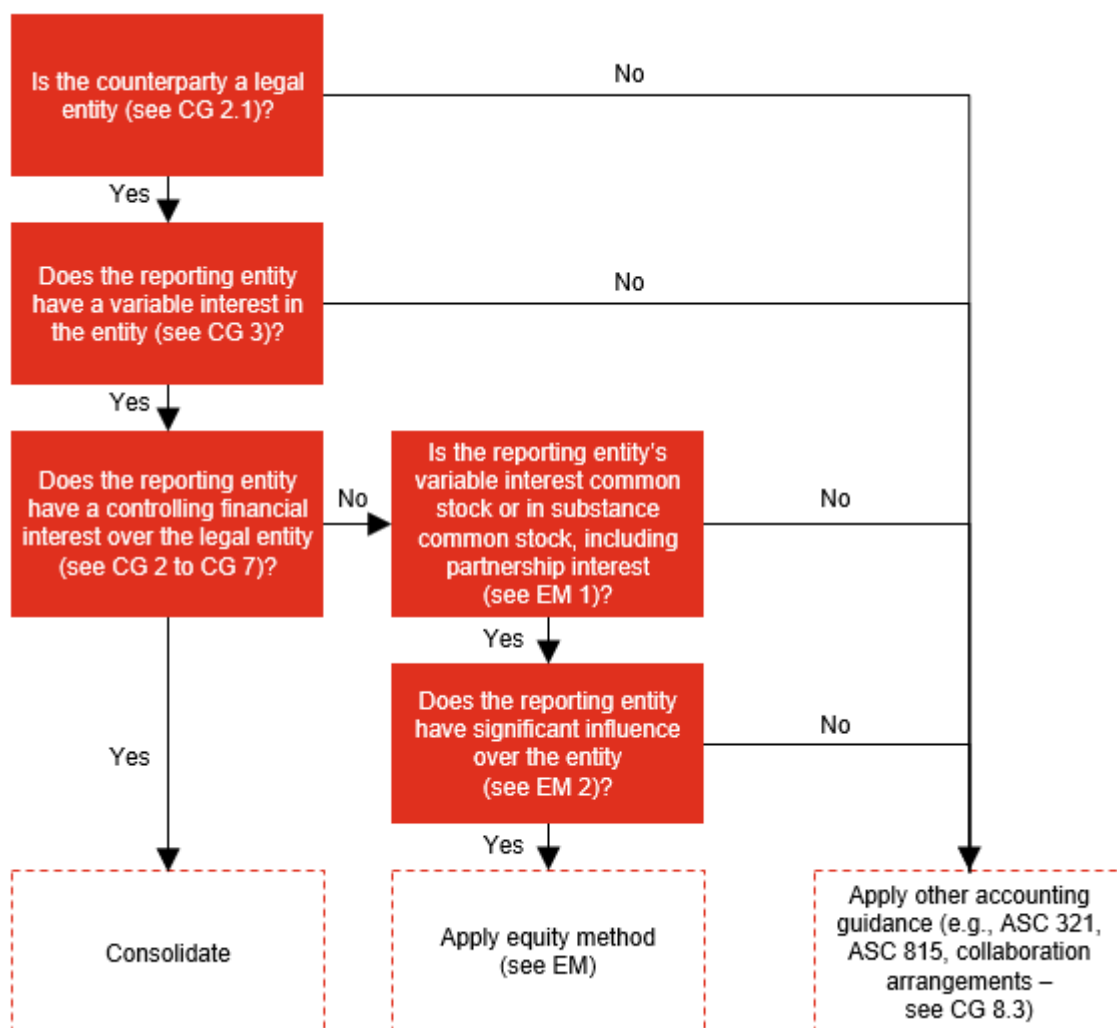 Is the counterparty a legal
entity (see CG 2.1)?
No
Yes
Does the reporting entity
have a variable interest in
the entity (see CG 3)?
No
Yes
Does the reporting entity
have a controlling financial
interest over the legal entity
(see CG 2 to CG 7)?
No
Is the reporting entity's
variable interest common
stock or in substance
common stock, including
partnership interest
(see EM 1)?
No
Yes
Does the reporting entity
have significant influence
over the entity
(see EM 2)?
No
Yes
Yes
Consolidate
Apply equity method
(see EM)
Apply other accounting
guidance (e.g., ASC 321,
ASC 815, collaboration
arrangements –
see CG 8.3)